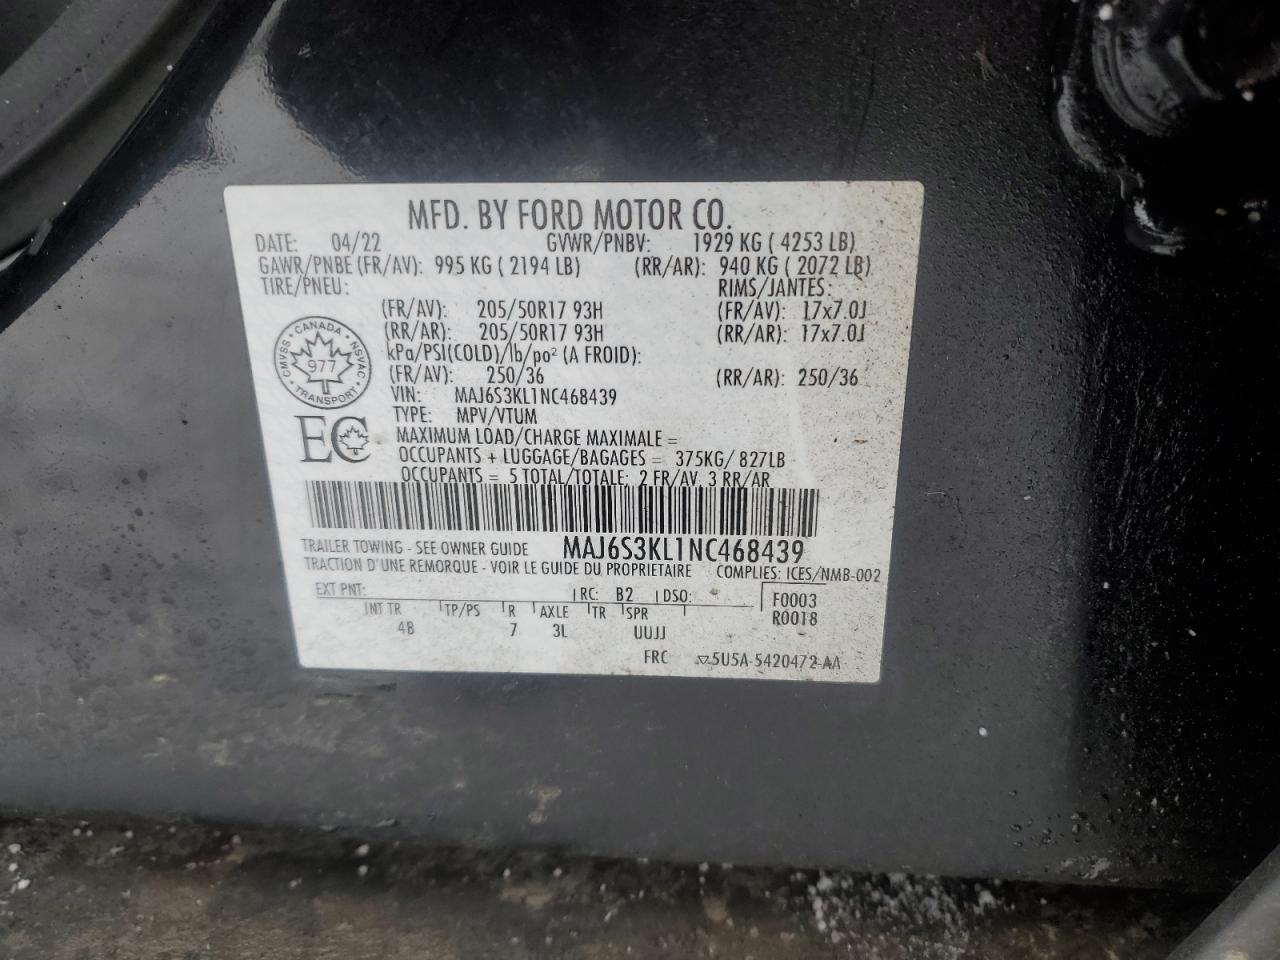 MFD. BY FORD MOTOR CO.
DATE: 04/22 GVWR/PNBV: 1929 KG ( 4253 LB)
GAWR/PNBE (FR/AV): 995 KG ( 2194 LB) (RR/AR): 940 KG ( 2072 LB)
TIRE/PNEU: RIMS/JANTES:
(FR/AV): 205/50R17 93H (FR/AV): 17x7.0J
(RR/AR): 205/50R17 93H (RR/AR): 17x7.0J
kPa/PSI(COLD)/lb/po² (A FROID):
(FR/AV): 250/36 (RR/AR): 250/36
CANADA
CMVSS • NSVAC
977
TRANSPORT
VIN: MAJ6S3KL1NC468439
TYPE: MPV/VTUM
EC
MAXIMUM LOAD/CHARGE MAXIMALE =
OCCUPANTS + LUGGAGE/BAGAGES = 375KG/ 827LB
OCCUPANTS = 5 TOTAL/TOTALE: 2 FR/AV, 3 RR/AR
MAJ6S3KL1NC468439
TRAILER TOWING - SEE OWNER GUIDE
TRACTION D'UNE REMORQUE - VOIR LE GUIDE DU PROPRIETAIRE COMPLIES: ICES/NMB-002
EXT PNT: RC: B2 DSO: F0003
INT TR TP/PS R AXLE TR SPR R0018
4B 7 3L UUJJ
FRC ▽5U5A-5420472-AA